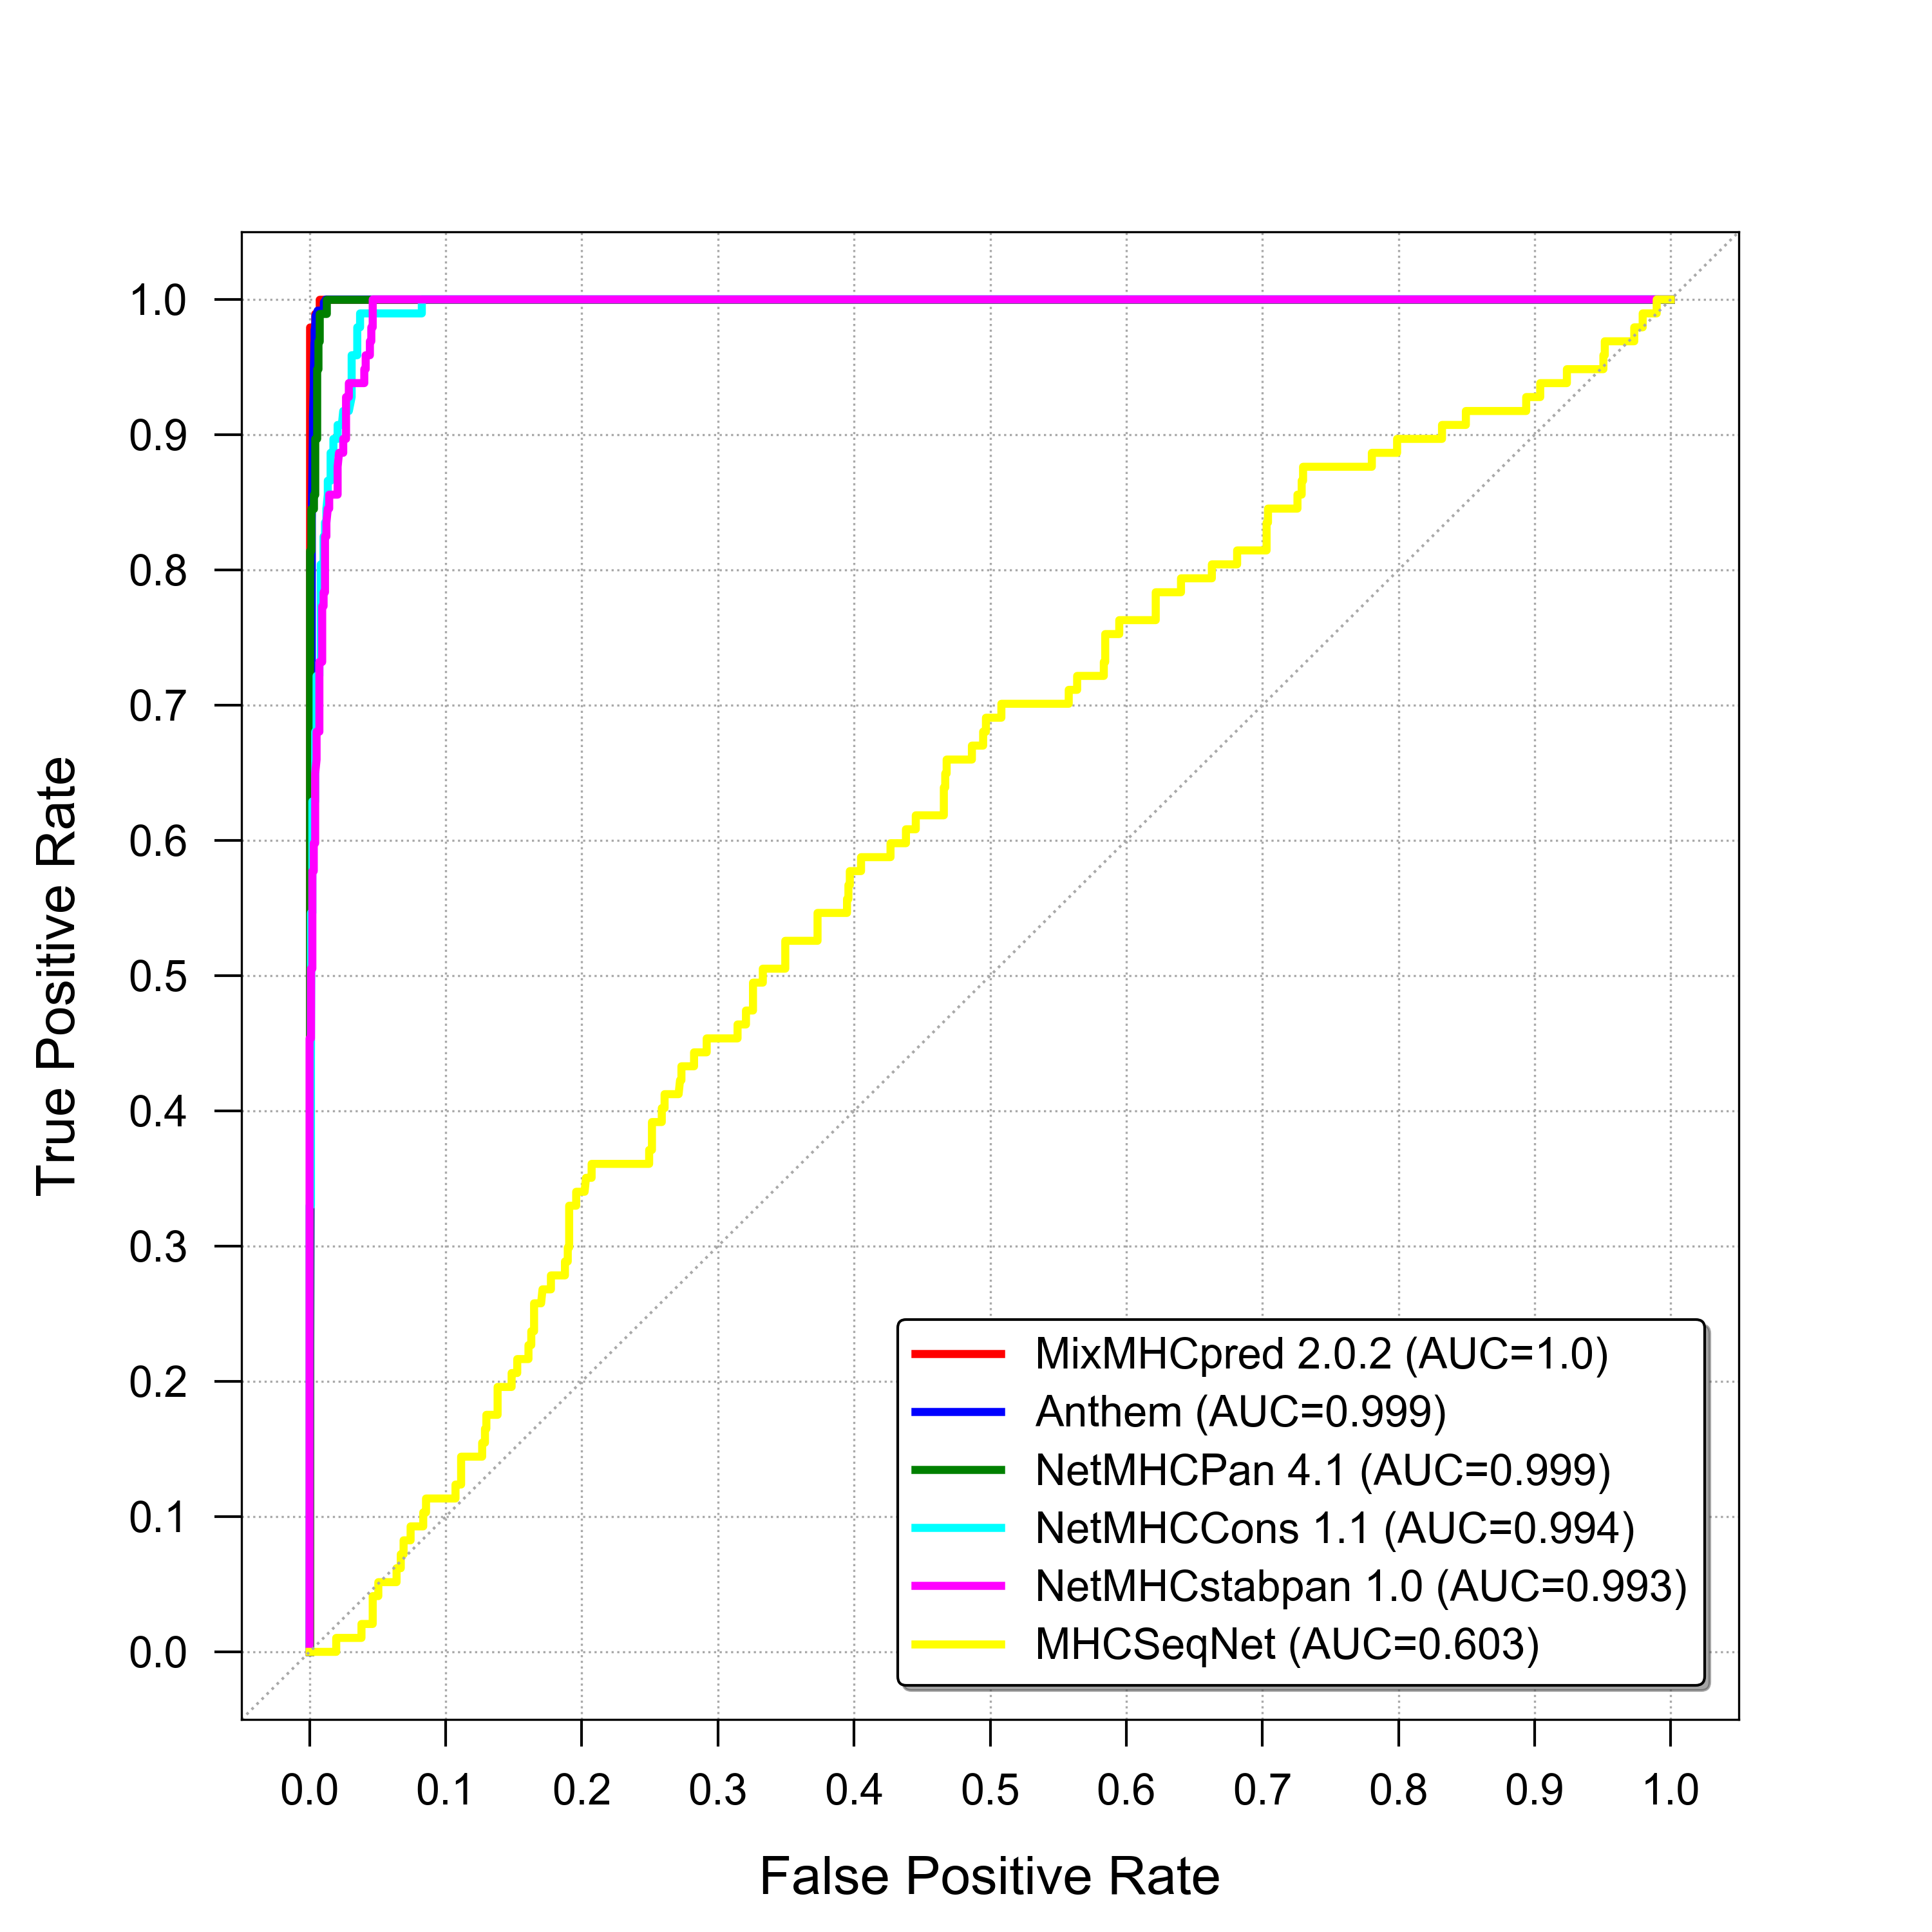 True Positive Rate
1.0
0.9
0.8
0.7
0.6
0.5
0.4
0.3
0.2
0.1
0.0
MixMHCpred 2.0.2 (AUC=1.0)
Anthem (AUC=0.999)
NetMHCPan 4.1 (AUC=0.999)
NetMHCCons 1.1 (AUC=0.994)
NetMHCstabpan 1.0 (AUC=0.993)
MHCSeqNet (AUC=0.603)
0.0 0.1 0.2 0.3 0.4 0.5 0.6 0.7 0.8 0.9 1.0
False Positive Rate